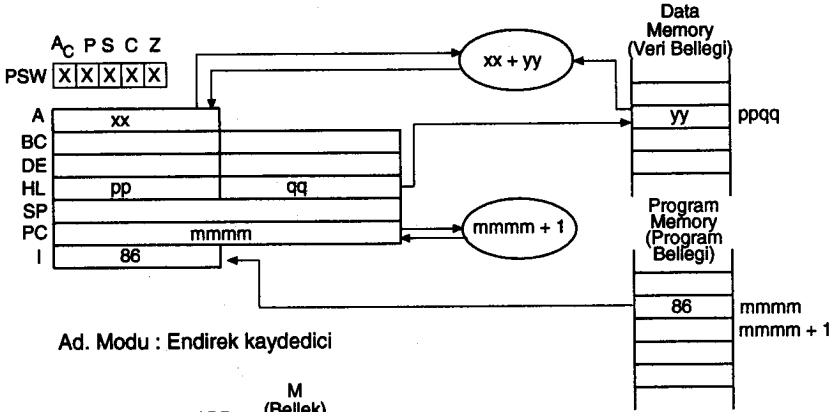 Data
Memory
(Veri Bellegi)
AC P S C Z
PSW X X X X X
xx + yy
A xx
yy ppqq
BC
DE
HL pp qq
SP
PC mmmm
mmmm + 1
I 86
Program
Memory
(Program
Bellegi)
86 mmmm
mmmm + 1
Ad. Modu : Endirek kaydedici
M
(Bellek)